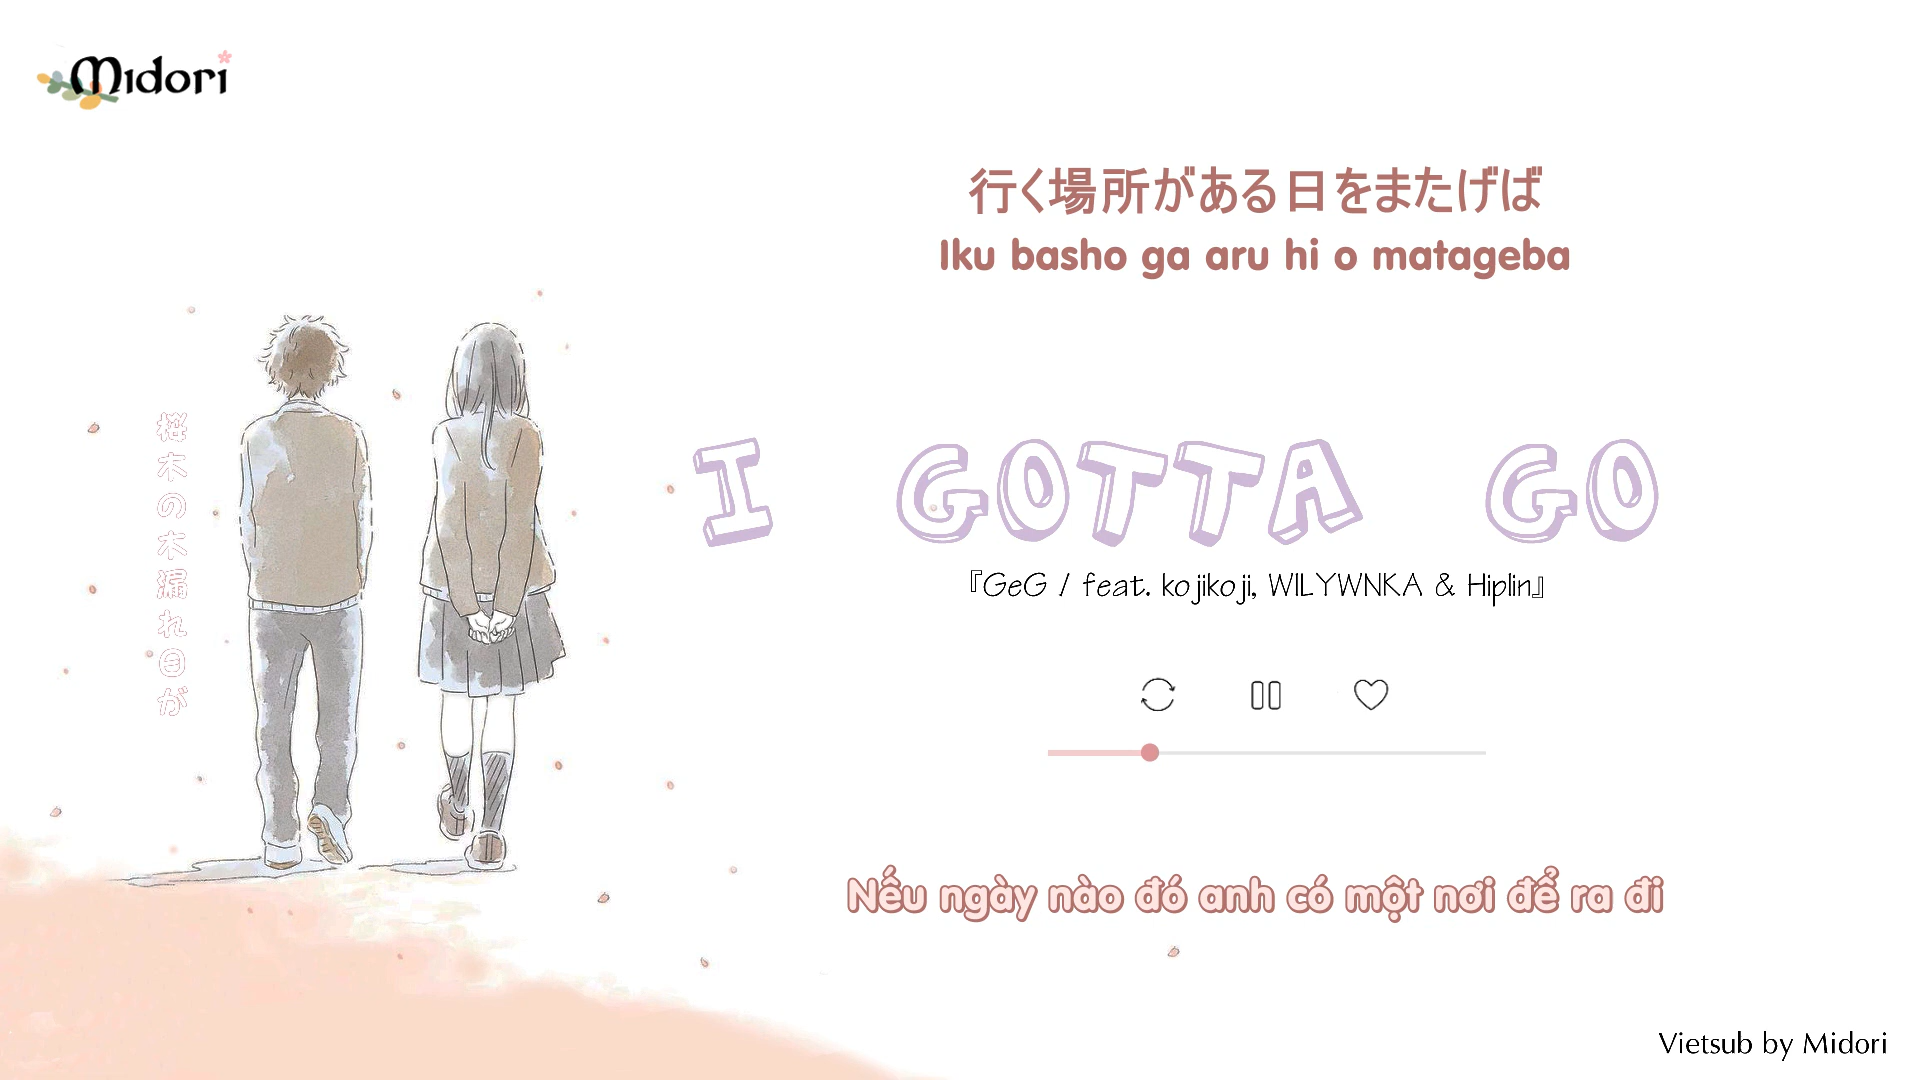 Midori
行く場所がある日をまたげば
Iku basho ga aru hi o matageba
桜木の木漏れ日が
I GOTTA GO
『GeG / feat. kojikoji, WILYWNKA & Hiplin』
Nếu ngày nào đó anh có một nơi để ra đi
Vietsub by Midori